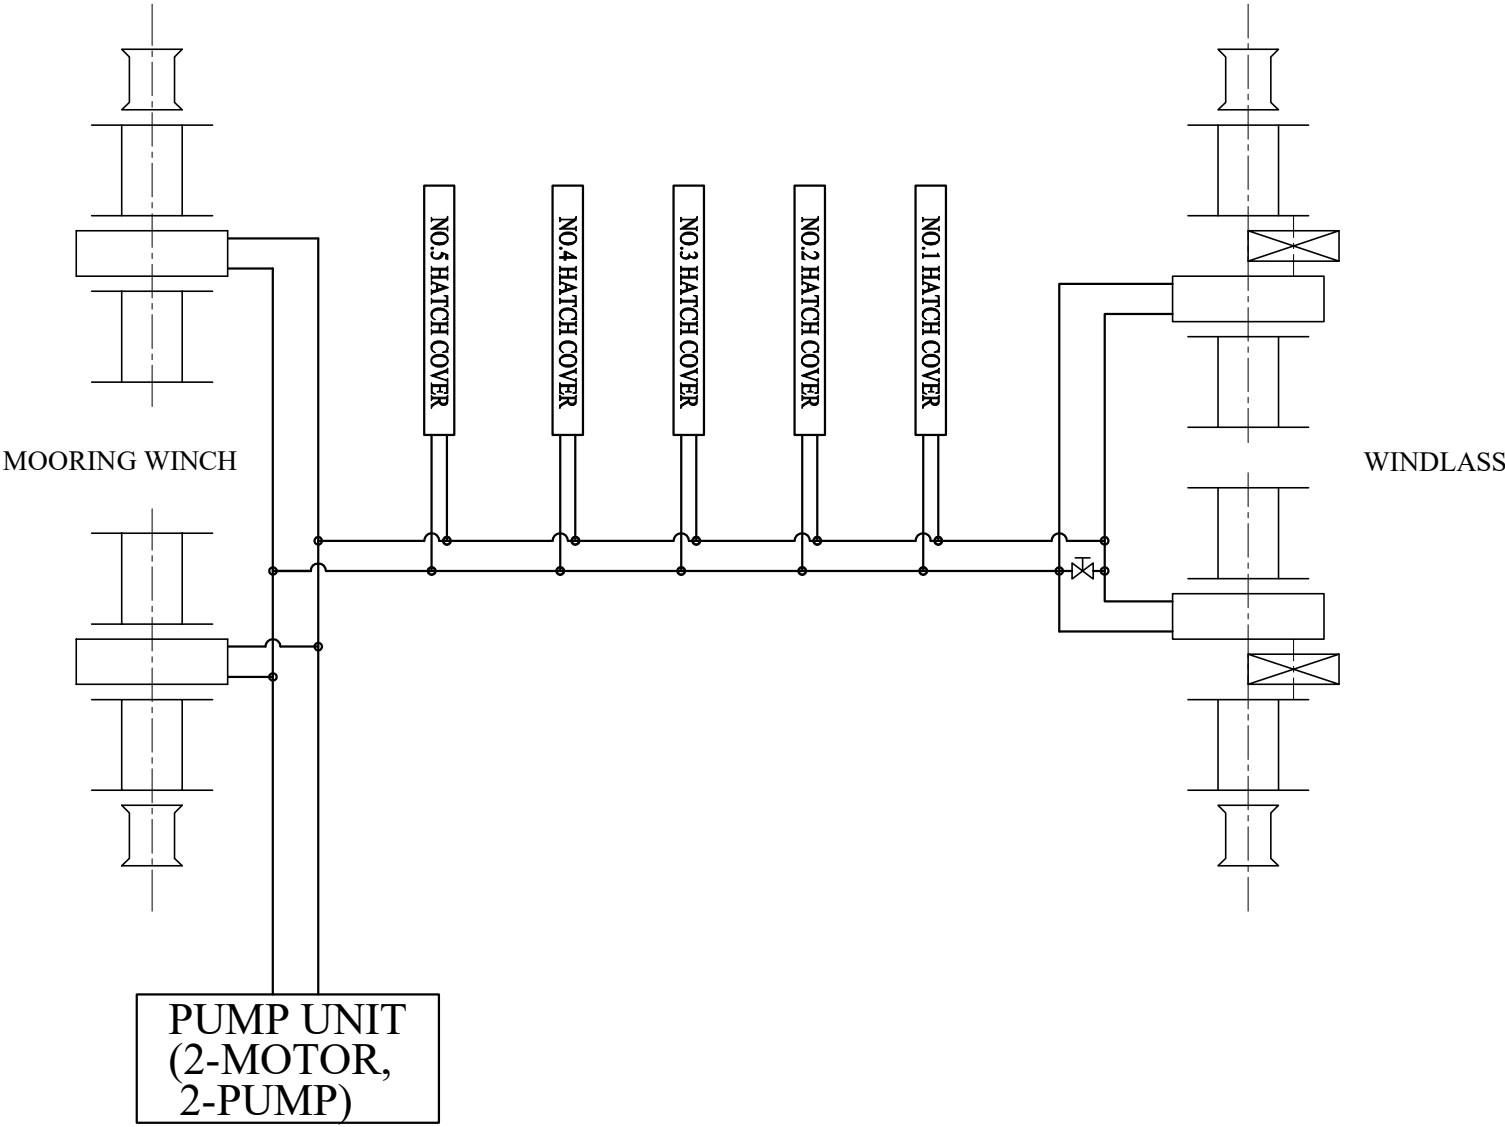 NO.5 HATCH COVER
NO.4 HATCH COVER
NO.3 HATCH COVER
NO.2 HATCH COVER
NO.1 HATCH COVER
MOORING WINCH
WINDLASS
PUMP UNIT
(2-MOTOR,
2-PUMP)